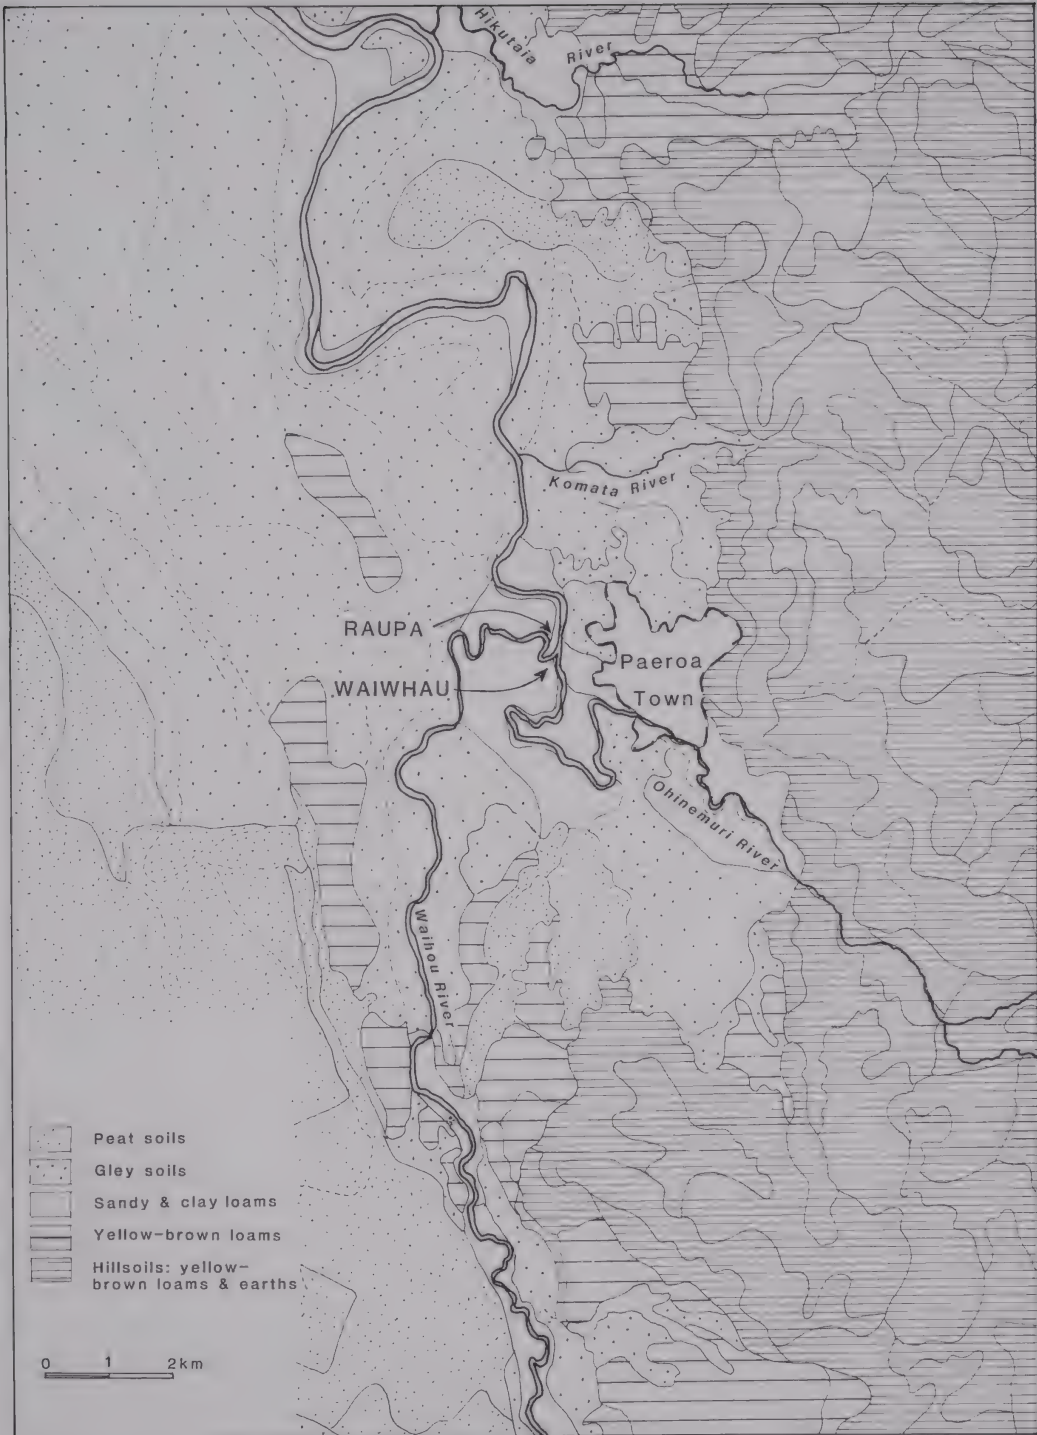 Hikutaia River
Komata River
RAUPA
WAIWHAU
Paeroa
Town
Ohinemuri River
Waihou River
Peat soils
Gley soils
Sandy & clay loams
Yellow-brown loams
Hillsoils: yellow-
brown loams & earths
0 1 2km